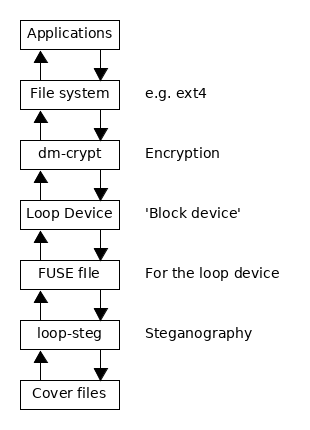 Applications
File system e.g. ext4
dm-crypt Encryption
Loop Device 'Block device'
FUSE file For the loop device
loop-steg Steganography
Cover files